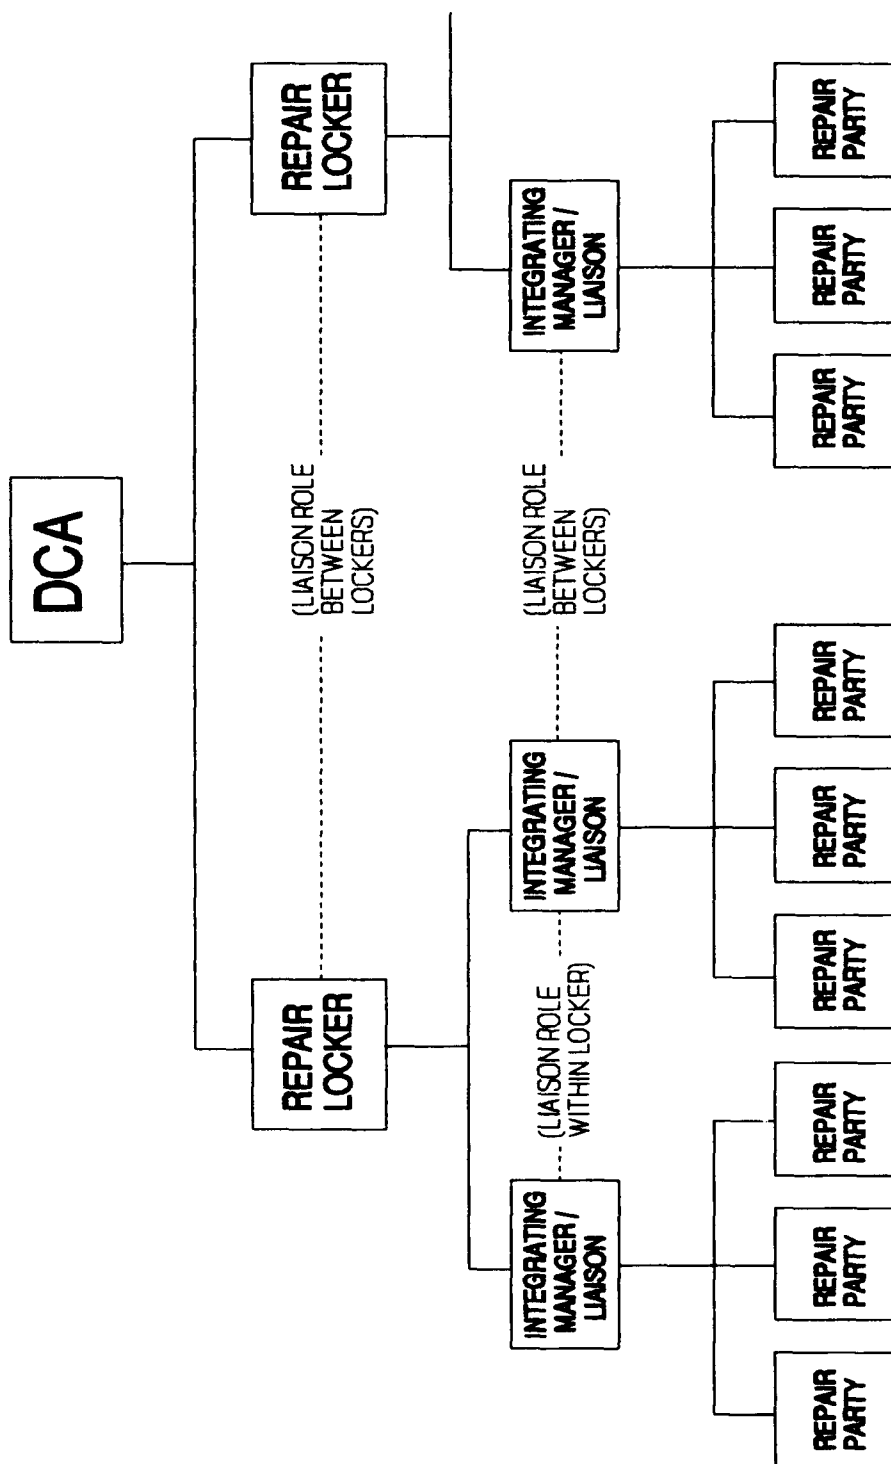 DCA
REPAIR
LOCKER
(LIAISON ROLE
BETWEEN
LOCKERS)
REPAIR
LOCKER
INTEGRATING
MANAGER /
LIAISON
(LIAISON ROLE
WITHIN LOCKER)
INTEGRATING
MANAGER /
LIAISON
(LIAISON ROLE
BETWEEN
LOCKERS)
INTEGRATING
MANAGER /
LIAISON
REPAIR
PARTY
REPAIR
PARTY
REPAIR
PARTY
REPAIR
PARTY
REPAIR
PARTY
REPAIR
PARTY
REPAIR
PARTY
REPAIR
PARTY
REPAIR
PARTY